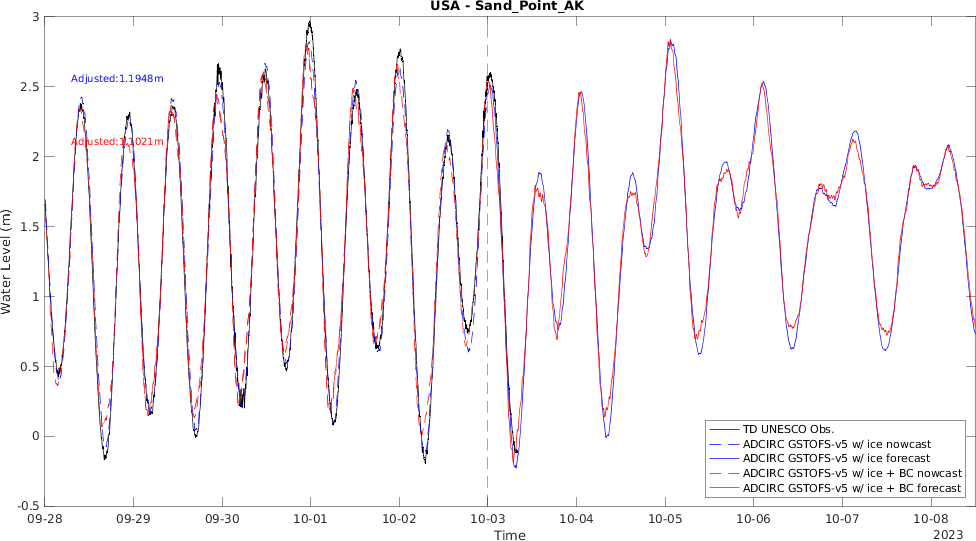 USA - Sand_Point_AK
3
2.5
2
1.5
1
0.5
0
-0.5
Water Level (m)
Adjusted:1.1948m
Adjusted:1.1021m
TD UNESCO Obs.
ADCIRC GSTOFS-v5 w/ ice nowcast
ADCIRC GSTOFS-v5 w/ ice forecast
ADCIRC GSTOFS-v5 w/ ice + BC nowcast
ADCIRC GSTOFS-v5 w/ ice + BC forecast
09-28 09-29 09-30 10-01 10-02 10-03 10-04 10-05 10-06 10-07 10-08
Time
2023